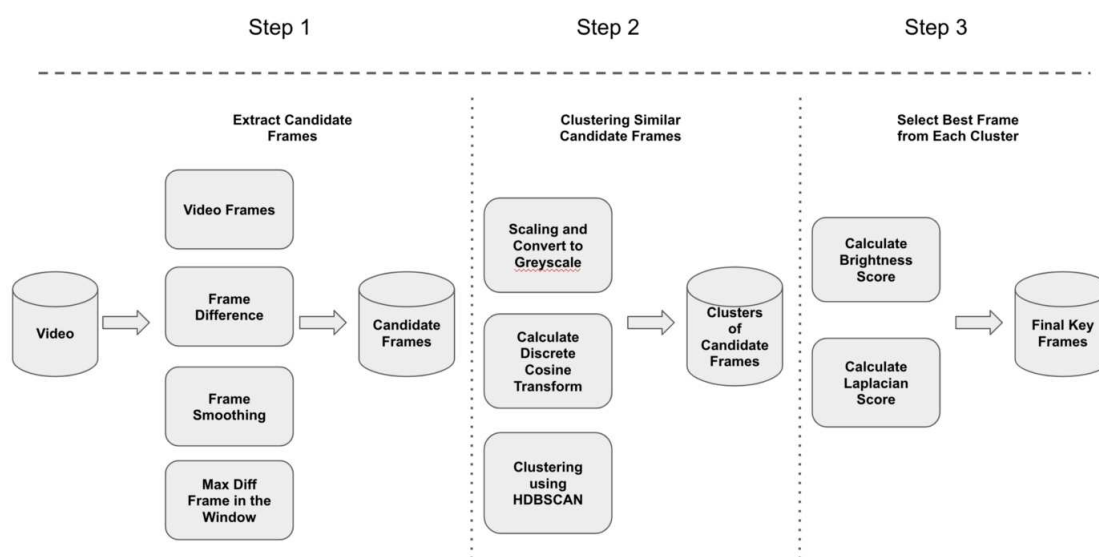 Step 1
Step 2
Step 3
Extract Candidate
Frames
Clustering Similar
Candidate Frames
Select Best Frame
from Each Cluster
Video
Video Frames
Frame
Difference
Frame
Smoothing
Max Diff
Frame in the
Window
Candidate
Frames
Scaling and
Convert to
Greyscale
Calculate
Discrete
Cosine
Transform
Clustering
using
HDBSCAN
Clusters
of
Candidate
Frames
Calculate
Brightness
Score
Calculate
Laplacian
Score
Final Key
Frames